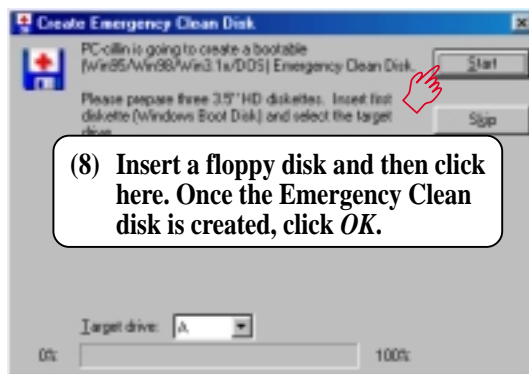 Create Emergency Clean Disk
PC-cillin is going to create a bootable
(Win95/Win98/Win3.1x/DOS) Emergency Clean Disk.
Start
Please prepare three 3.5" HD diskettes. Insert first
diskette (Windows Boot Disk) and select the target
drive.
Skip
(8) Insert a floppy disk and then click
here. Once the Emergency Clean
disk is created, click OK.
Target drive: A:
0% 100%